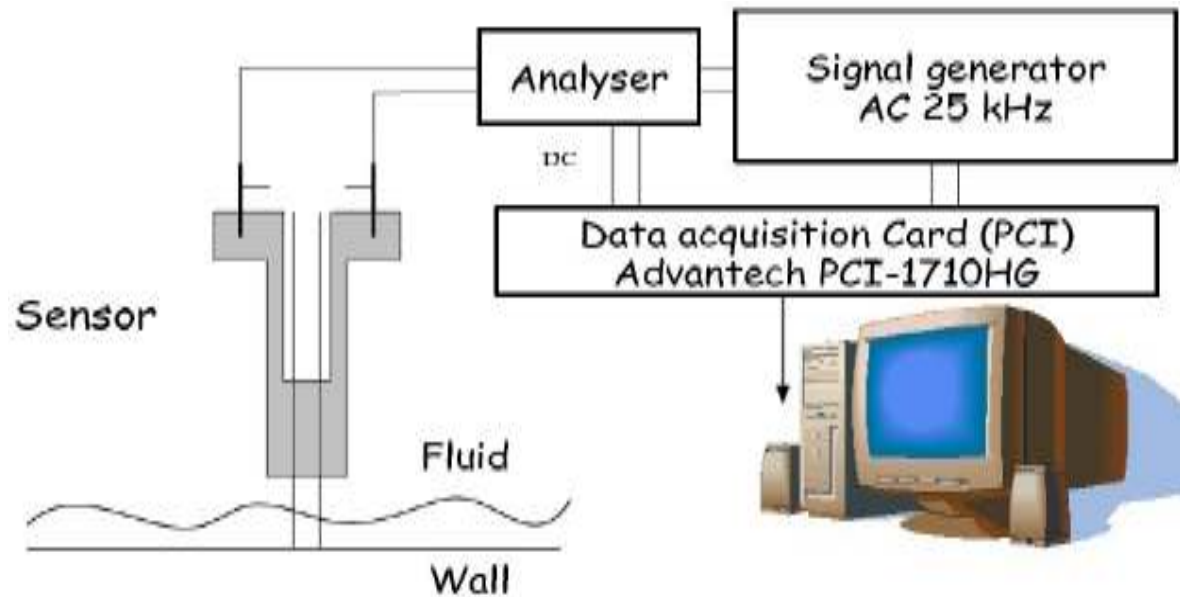 Analyser
Signal generator
AC 25 kHz
DC
Data acquisition Card (PCI)
Advantech PCI-1710HG
Sensor
Fluid
Wall